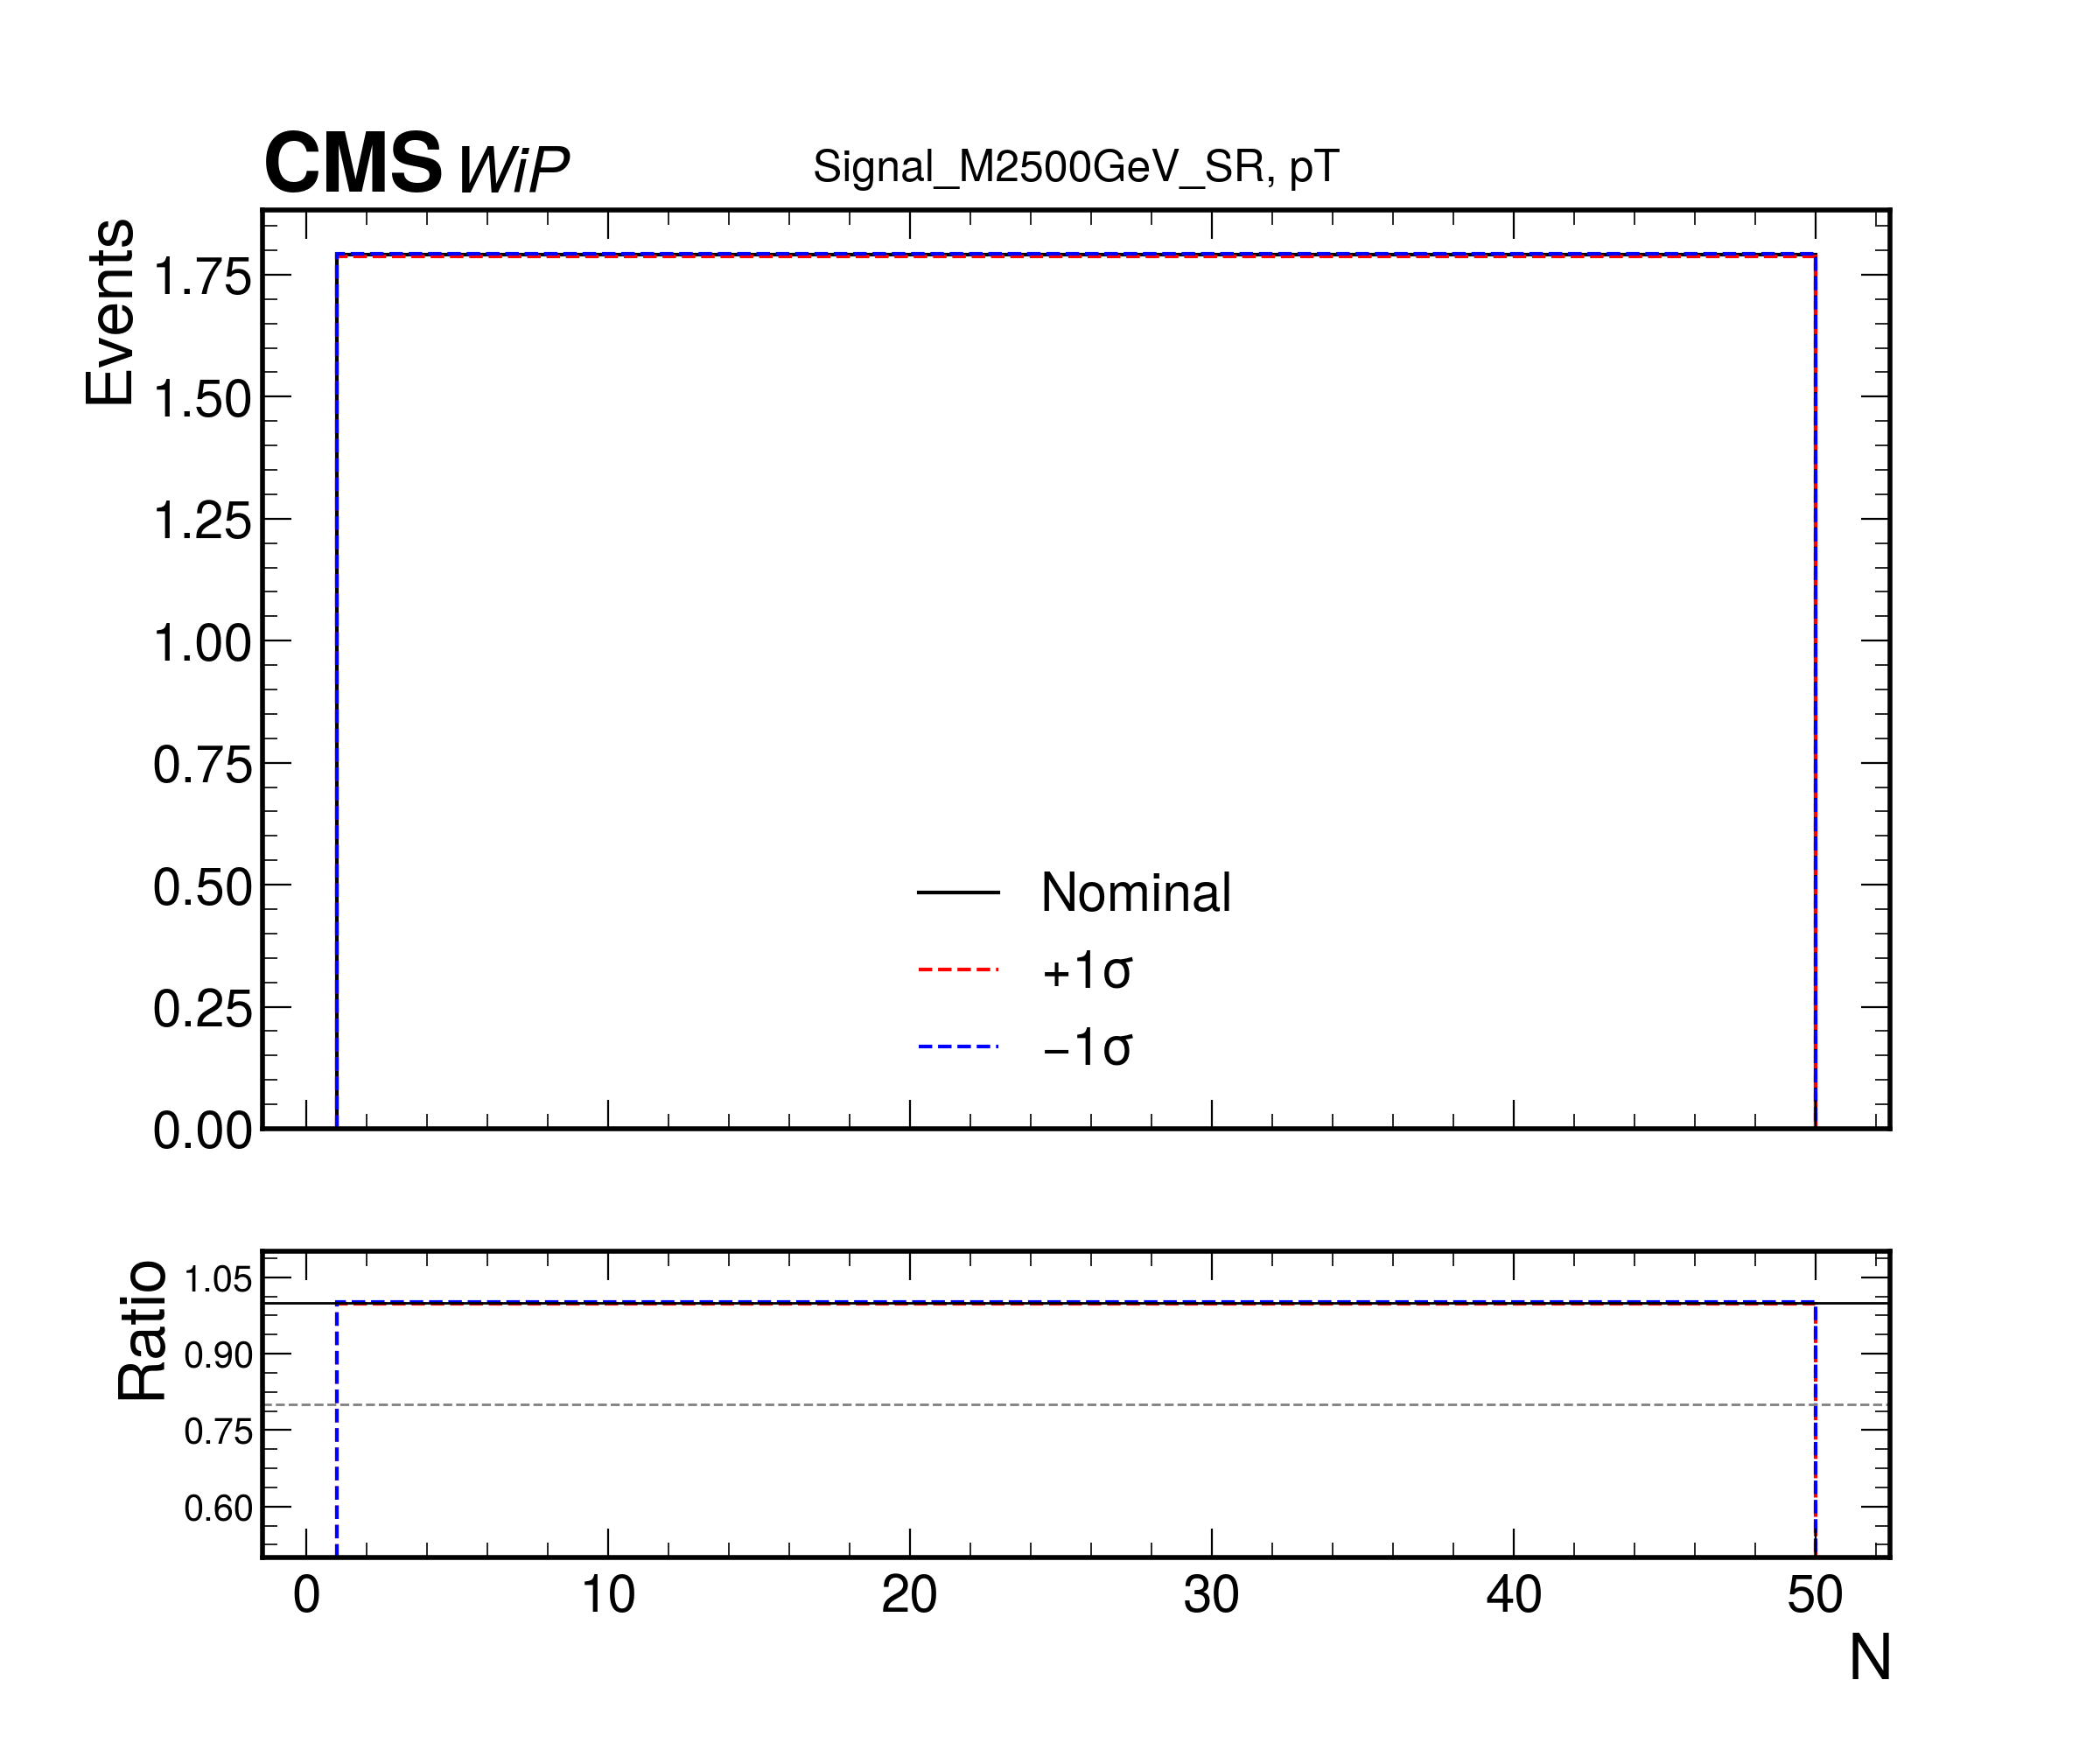 CMS WiP
Signal_M2500GeV_SR, pT
Events
1.75
1.50
1.25
1.00
0.75
0.50
0.25
0.00
Nominal
+1σ
−1σ
Ratio
1.05
0.90
0.75
0.60
0 10 20 30 40 50
N